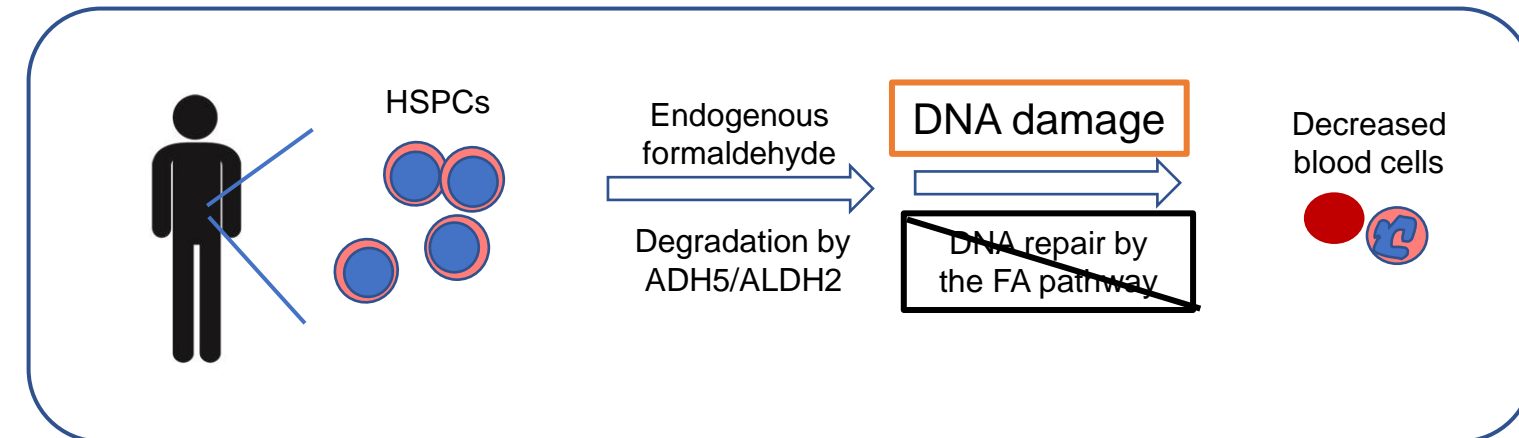 HSPCs
Endogenous
formaldehyde
Degradation by
ADH5/ALDH2
DNA damage
DNA repair by
the FA pathway
Decreased
blood cells